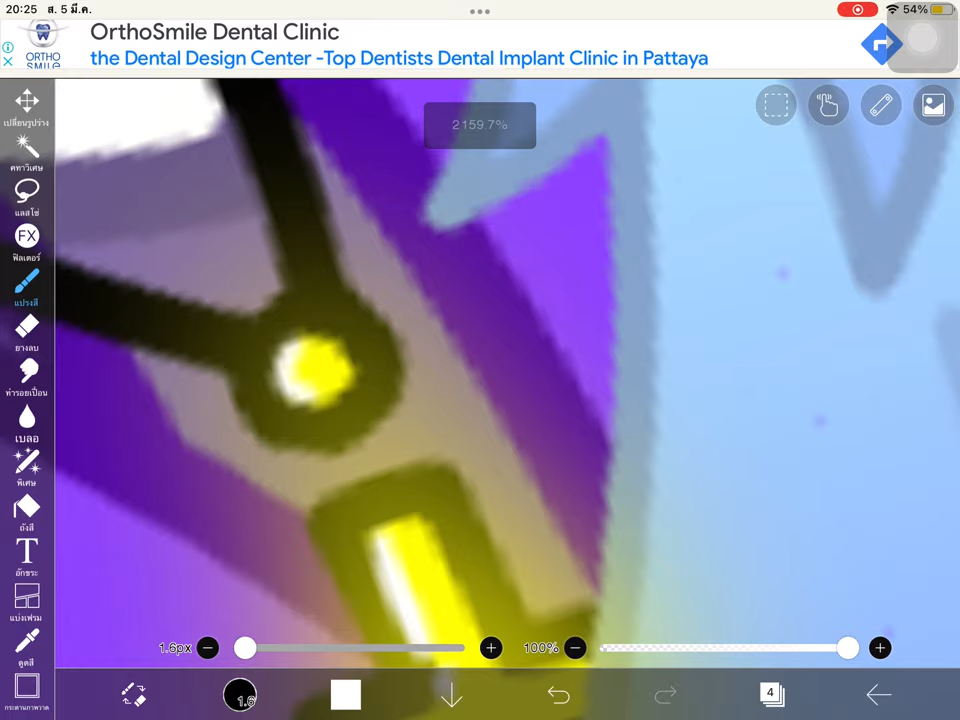 20:25 ส. 5 มี.ค.
54%
OrthoSmile Dental Clinic
the Dental Design Center -Top Dentists Dental Implant Clinic in Pattaya
ORTHO
SMILE
2159.7%
เปลี่ยนรูปร่าง
คทาวิเศษ
แลสโซ่
FX
ฟิลเตอร์
แปรงสี
ยางลบ
ทำรอยเปื้อน
เบลอ
พิเศษ
ถังสี
T
อักขระ
แบ่งเฟรม
ดูดสี
กระดานภาพวาด
1.6px
100%
1.6
4